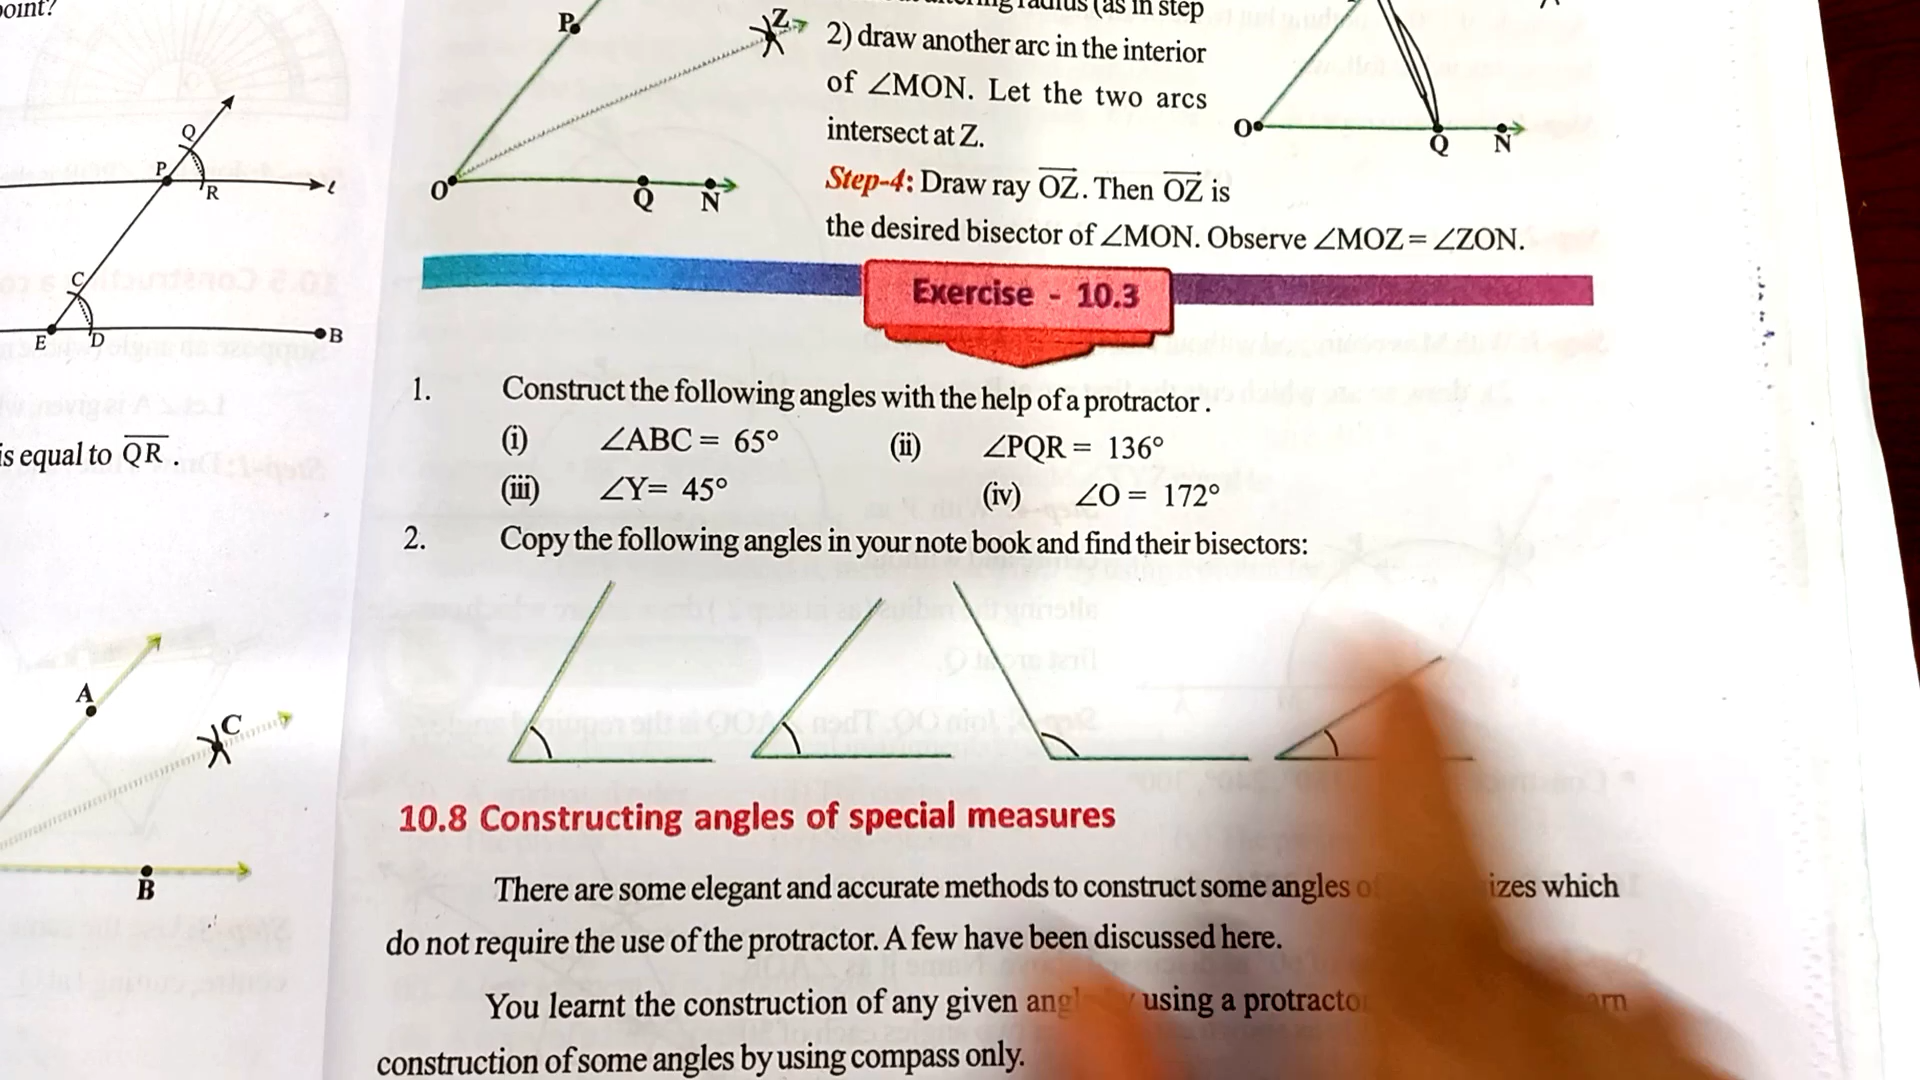 point?
Q
P
R
ℓ
C
E
D
B
is equal to QR .
A
C
B
P
Z
O
Q
N
radius (as in step
2) draw another arc in the interior
of ∠MON. Let the two arcs
intersect at Z.
Step-4: Draw ray OZ. Then OZ is
the desired bisector of ∠MON. Observe ∠MOZ = ∠ZON.
O
Q
N
Exercise - 10.3
1. Construct the following angles with the help of a protractor .
(i) ∠ABC = 65° (ii) ∠PQR = 136°
(iii) ∠Y= 45° (iv) ∠O = 172°
2. Copy the following angles in your note book and find their bisectors:
10.8 Constructing angles of special measures
There are some elegant and accurate methods to construct some angles of izes which
do not require the use of the protractor. A few have been discussed here.
You learnt the construction of any given angl y using a protractor arn
construction of some angles by using compass only.